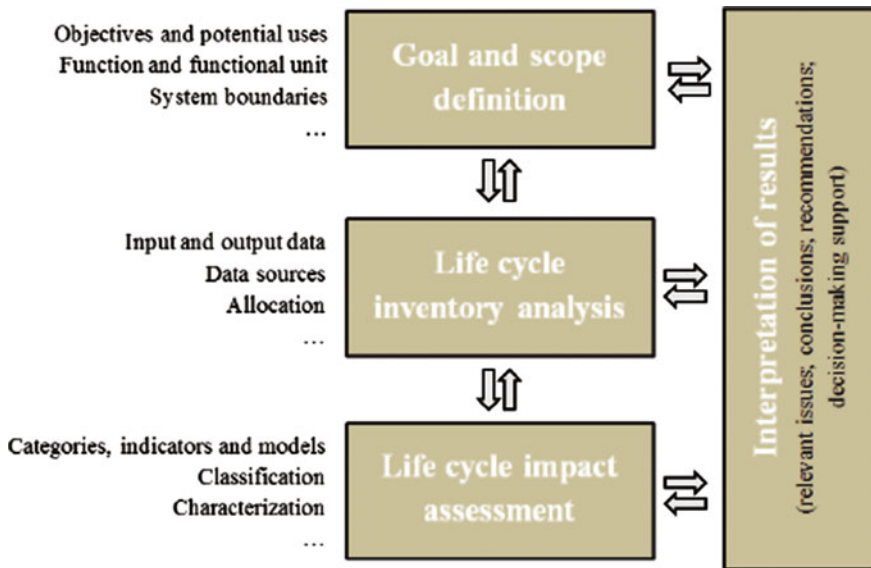 Objectives and potential uses
Function and functional unit
System boundaries
...
Goal and scope
definition
Input and output data
Data sources
Allocation
...
Life cycle
inventory analysis
Categories, indicators and models
Classification
Characterization
...
Life cycle impact
assessment
Interpretation of results
(relevant issues; conclusions; recommendations;
decision-making support)